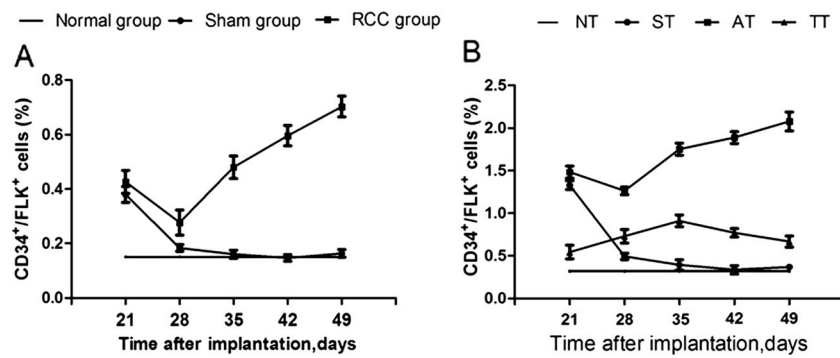 Normal group Sham group RCC group
NT ST AT TT
A
B
CD34+/FLK+ cells (%)
0.8
0.6
0.4
0.2
0.0
21 28 35 42 49
Time after implantation,days
CD34+/FLK+ cells (%)
2.5
2.0
1.5
1.0
0.5
0.0
21 28 35 42 49
Time after implantation,days